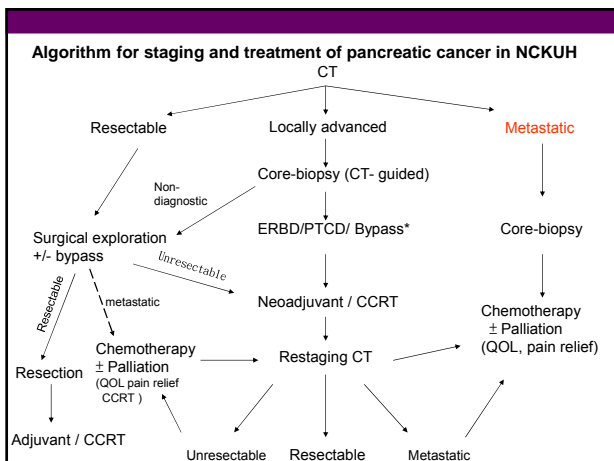 Algorithm for staging and treatment of pancreatic cancer in NCKUH
CT
Resectable
Locally advanced
Metastatic
Core-biopsy (CT- guided)
Non-
diagnostic
ERBD/PTCD/ Bypass*
Core-biopsy
Surgical exploration
+/- bypass
Unresectable
Resectable
metastatic
Neoadjuvant / CCRT
Chemotherapy
± Palliation
(QOL, pain relief)
Chemotherapy
± Palliation
(QOL pain relief
CCRT )
Restaging CT
Resection
Adjuvant / CCRT
Unresectable
Resectable
Metastatic